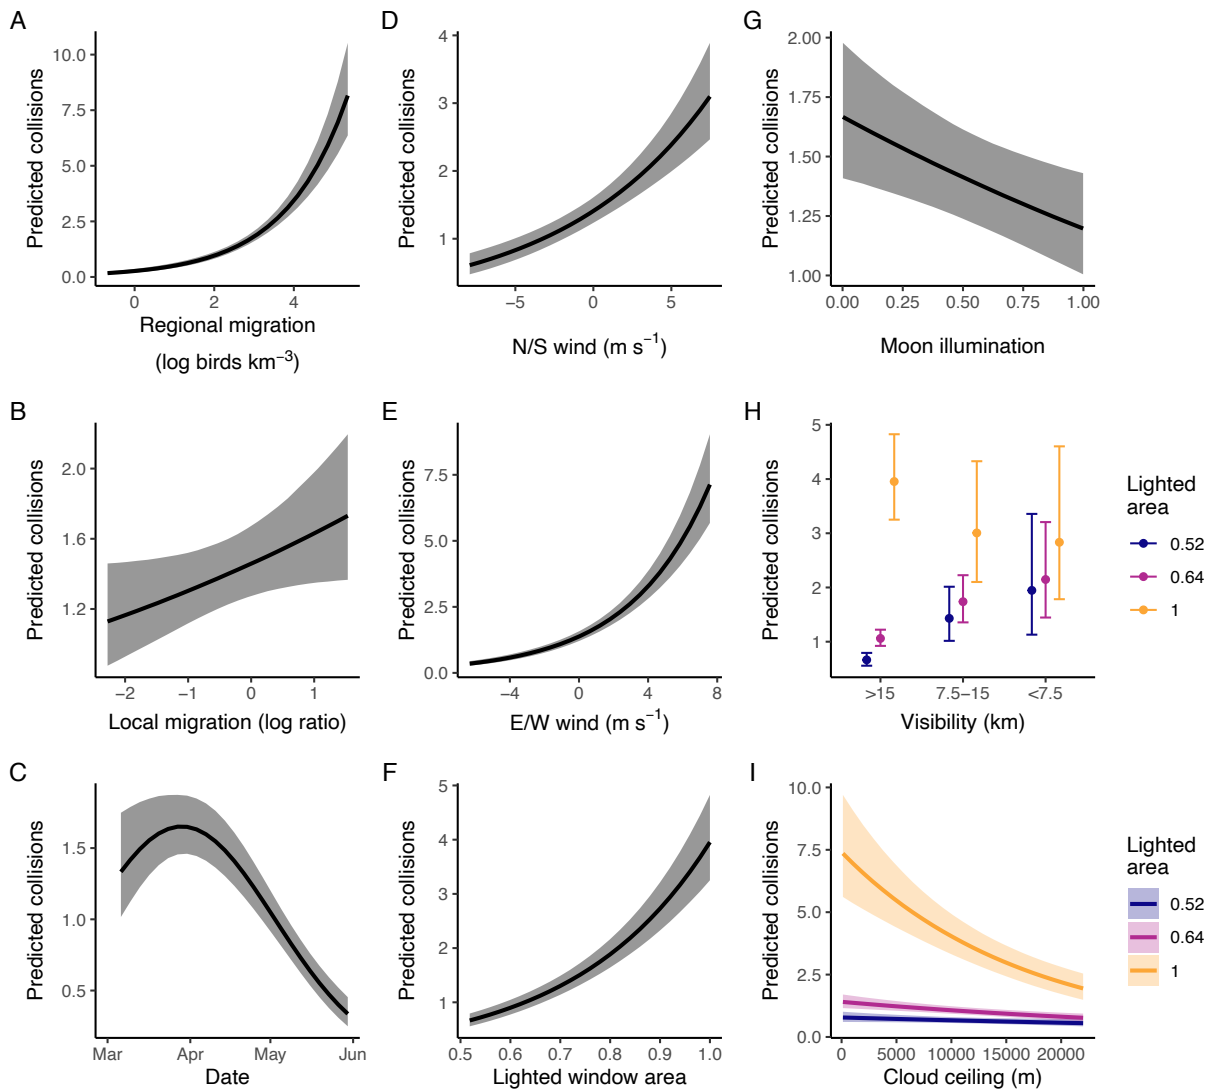 A
Predicted collisions
10.0
7.5
5.0
2.5
0.0
0
2
4
Regional migration
(log birds km⁻³)
D
Predicted collisions
4
3
2
1
−5
0
5
N/S wind (m s⁻¹)
G
Predicted collisions
2.00
1.75
1.50
1.25
1.00
0.00
0.25
0.50
0.75
1.00
Moon illumination
B
Predicted collisions
2.0
1.6
1.2
−2
−1
0
1
Local migration (log ratio)
E
Predicted collisions
7.5
5.0
2.5
0.0
−4
0
4
8
E/W wind (m s⁻¹)
H
Predicted collisions
5
4
3
2
1
>15
7.5−15
<7.5
Visibility (km)
Lighted
area
0.52
0.64
1
C
Predicted collisions
1.5
1.0
0.5
Mar
Apr
May
Jun
Date
F
Predicted collisions
5
4
3
2
1
0.5
0.6
0.7
0.8
0.9
1.0
Lighted window area
I
Predicted collisions
10.0
7.5
5.0
2.5
0.0
0
5000
10000
15000
20000
Cloud ceiling (m)
Lighted
area
0.52
0.64
1